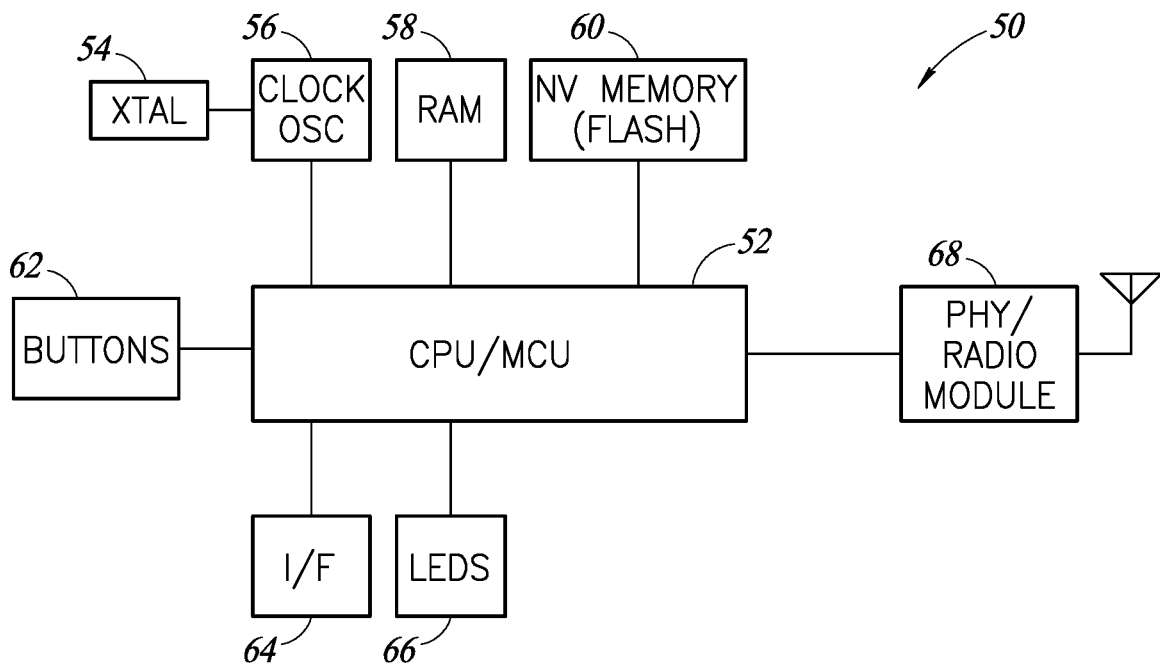 50
54
56
58
60
XTAL
CLOCK
OSC
RAM
NV MEMORY
(FLASH)
62
52
68
BUTTONS
CPU/MCU
PHY/
RADIO
MODULE
I/F
LEDS
64
66